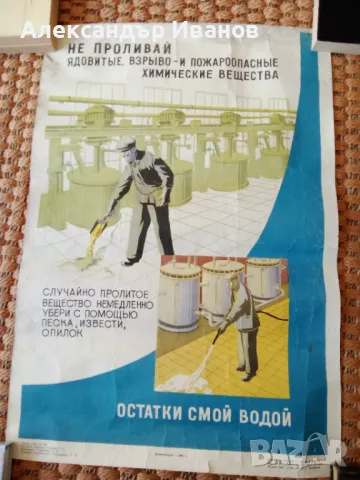 Александър Иванов
НЕ ПРОЛИВАЙ
ЯДОВИТЫЕ, ВЗРЫВО-И ПОЖАРООПАСНЫЕ
ХИМИЧЕСКИЕ ВЕЩЕСТВА
СЛУЧАЙНО ПРОЛИТОЕ
ВЕЩЕСТВО НЕМЕДЛЕННО
УБЕРИ С ПОМОЩЬЮ
ПЕСКА, ИЗВЕСТИ,
ОПИЛОК
ОСТАТКИ СМОЙ ВОДОЙ
BAZAR